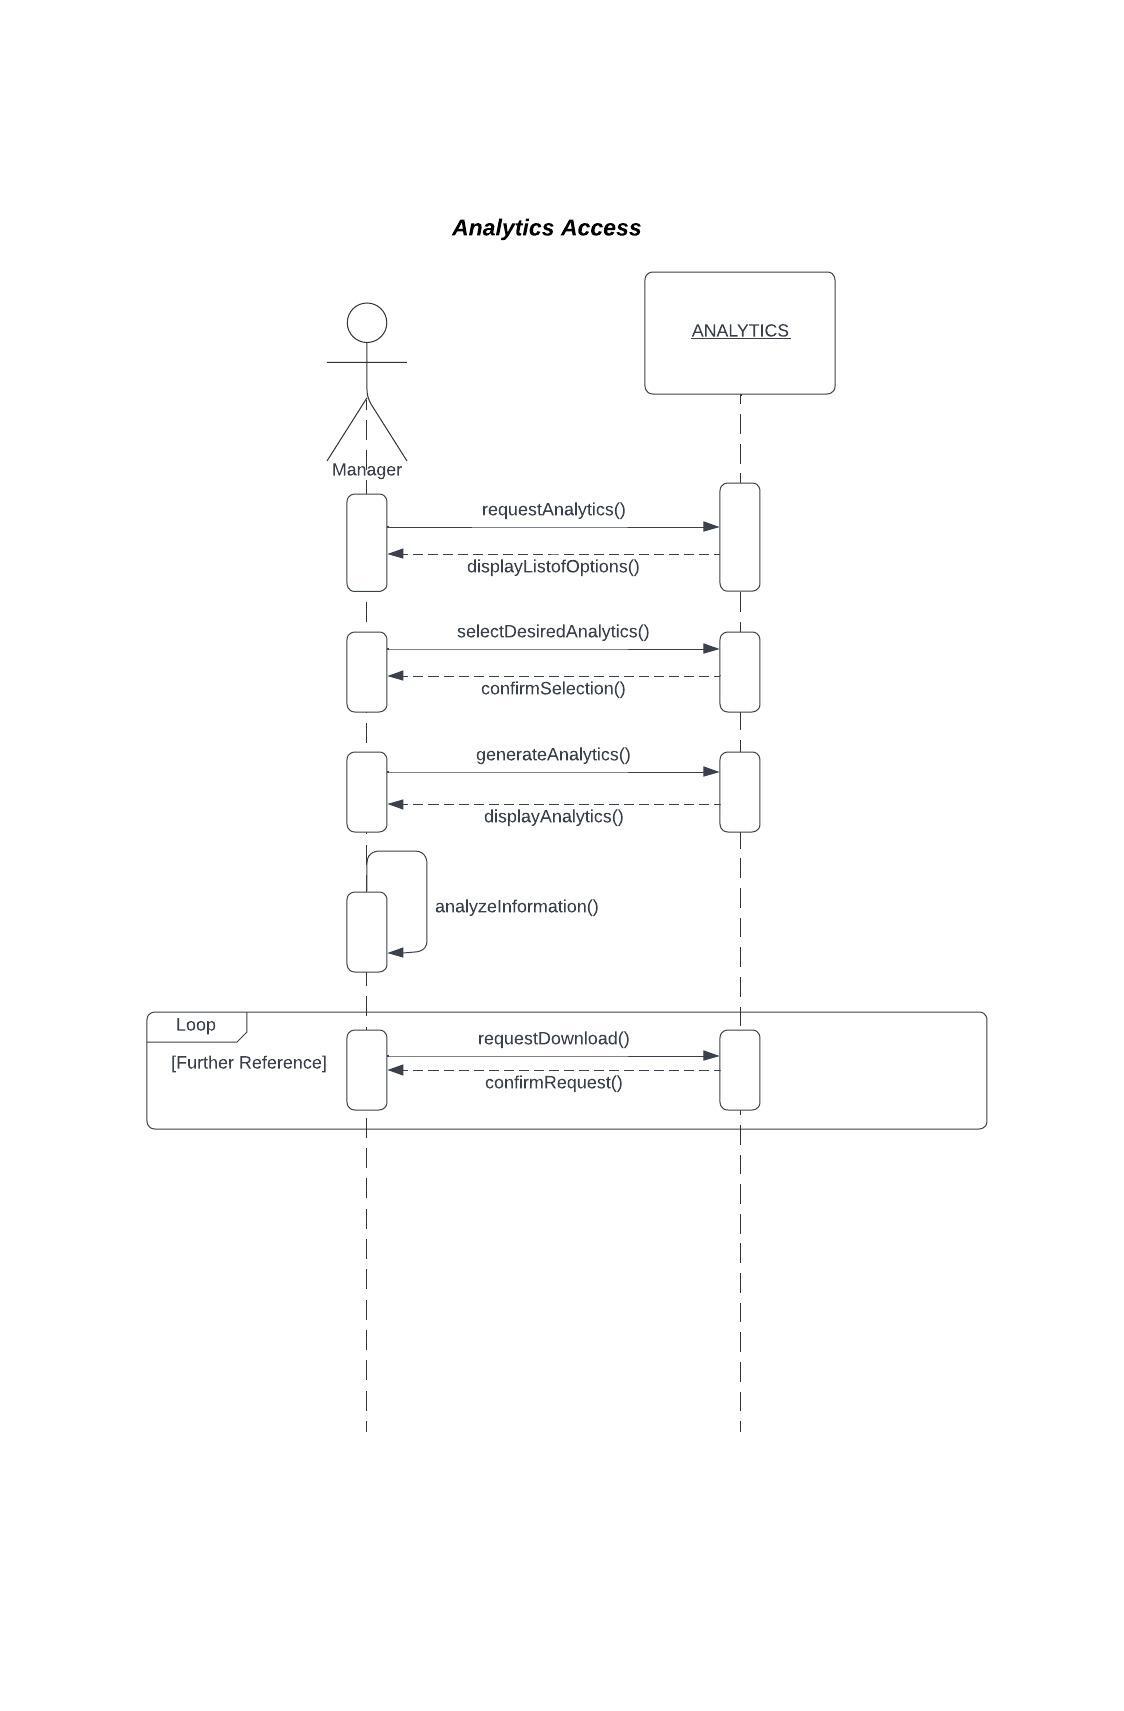 Analytics Access
ANALYTICS
Manager
requestAnalytics()
displayListofOptions()
selectDesiredAnalytics()
confirmSelection()
generateAnalytics()
displayAnalytics()
analyzeInformation()
Loop
[Further Reference]
requestDownload()
confirmRequest()